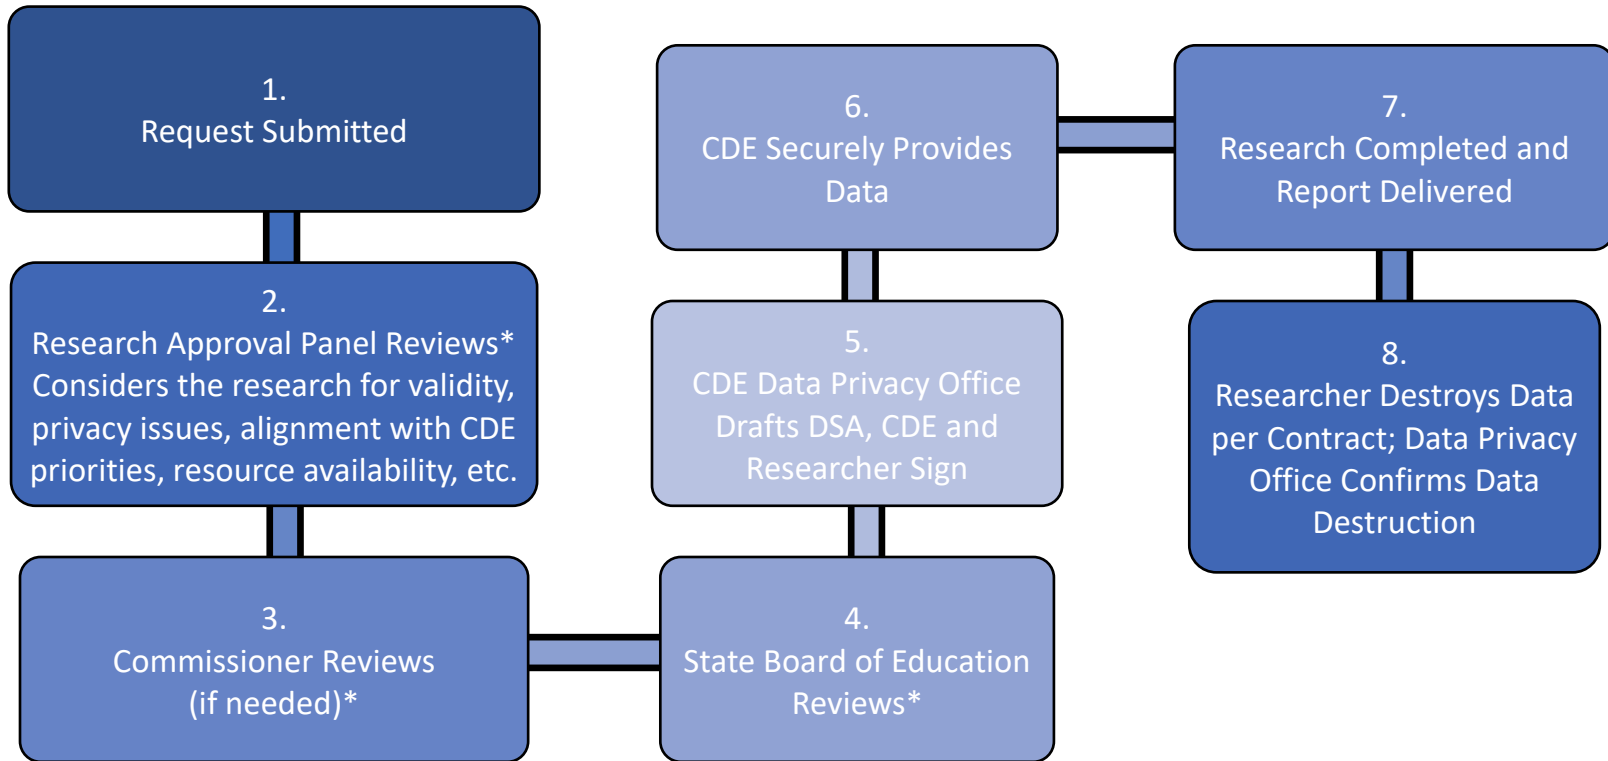 1.
Request Submitted
2.
Research Approval Panel Reviews*
Considers the research for validity,
privacy issues, alignment with CDE
priorities, resource availability, etc.
3.
Commissioner Reviews
(if needed)*
4.
State Board of Education
Reviews*
5.
CDE Data Privacy Office
Drafts DSA, CDE and
Researcher Sign
6.
CDE Securely Provides
Data
7.
Research Completed and
Report Delivered
8.
Researcher Destroys Data
per Contract; Data Privacy
Office Confirms Data
Destruction